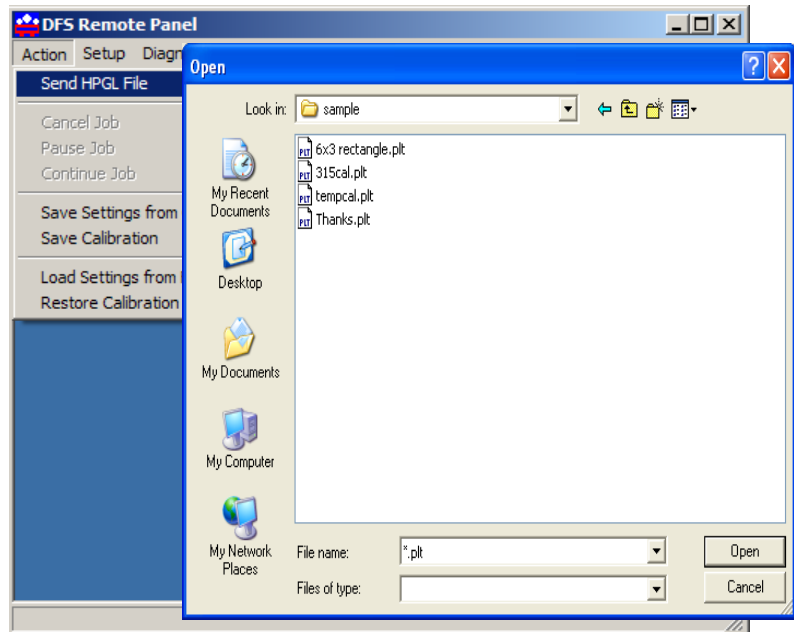 DFS Remote Panel
Action Setup Diagn
Send HPGL File
Cancel Job
Pause Job
Continue Job
Save Settings from
Save Calibration
Load Settings from
Restore Calibration
Open
Look in: sample
My Recent
Documents
Desktop
My Documents
My Computer
My Network
Places
6x3 rectangle.plt
315cal.plt
tempcal.plt
Thanks.plt
File name: *.plt Open
Files of type: Cancel